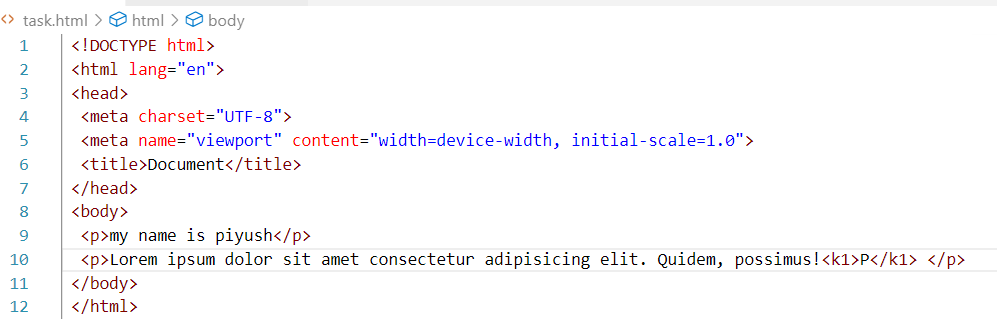 task.html > html > body
1 <!DOCTYPE html>
2 <html lang="en">
3 <head>
4 <meta charset="UTF-8">
5 <meta name="viewport" content="width=device-width, initial-scale=1.0">
6 <title>Document</title>
7 </head>
8 <body>
9 <p>my name is piyush</p>
10 <p>Lorem ipsum dolor sit amet consectetur adipisicing elit. Quidem, possimus!<k1>P</k1> </p>
11 </body>
12 </html>